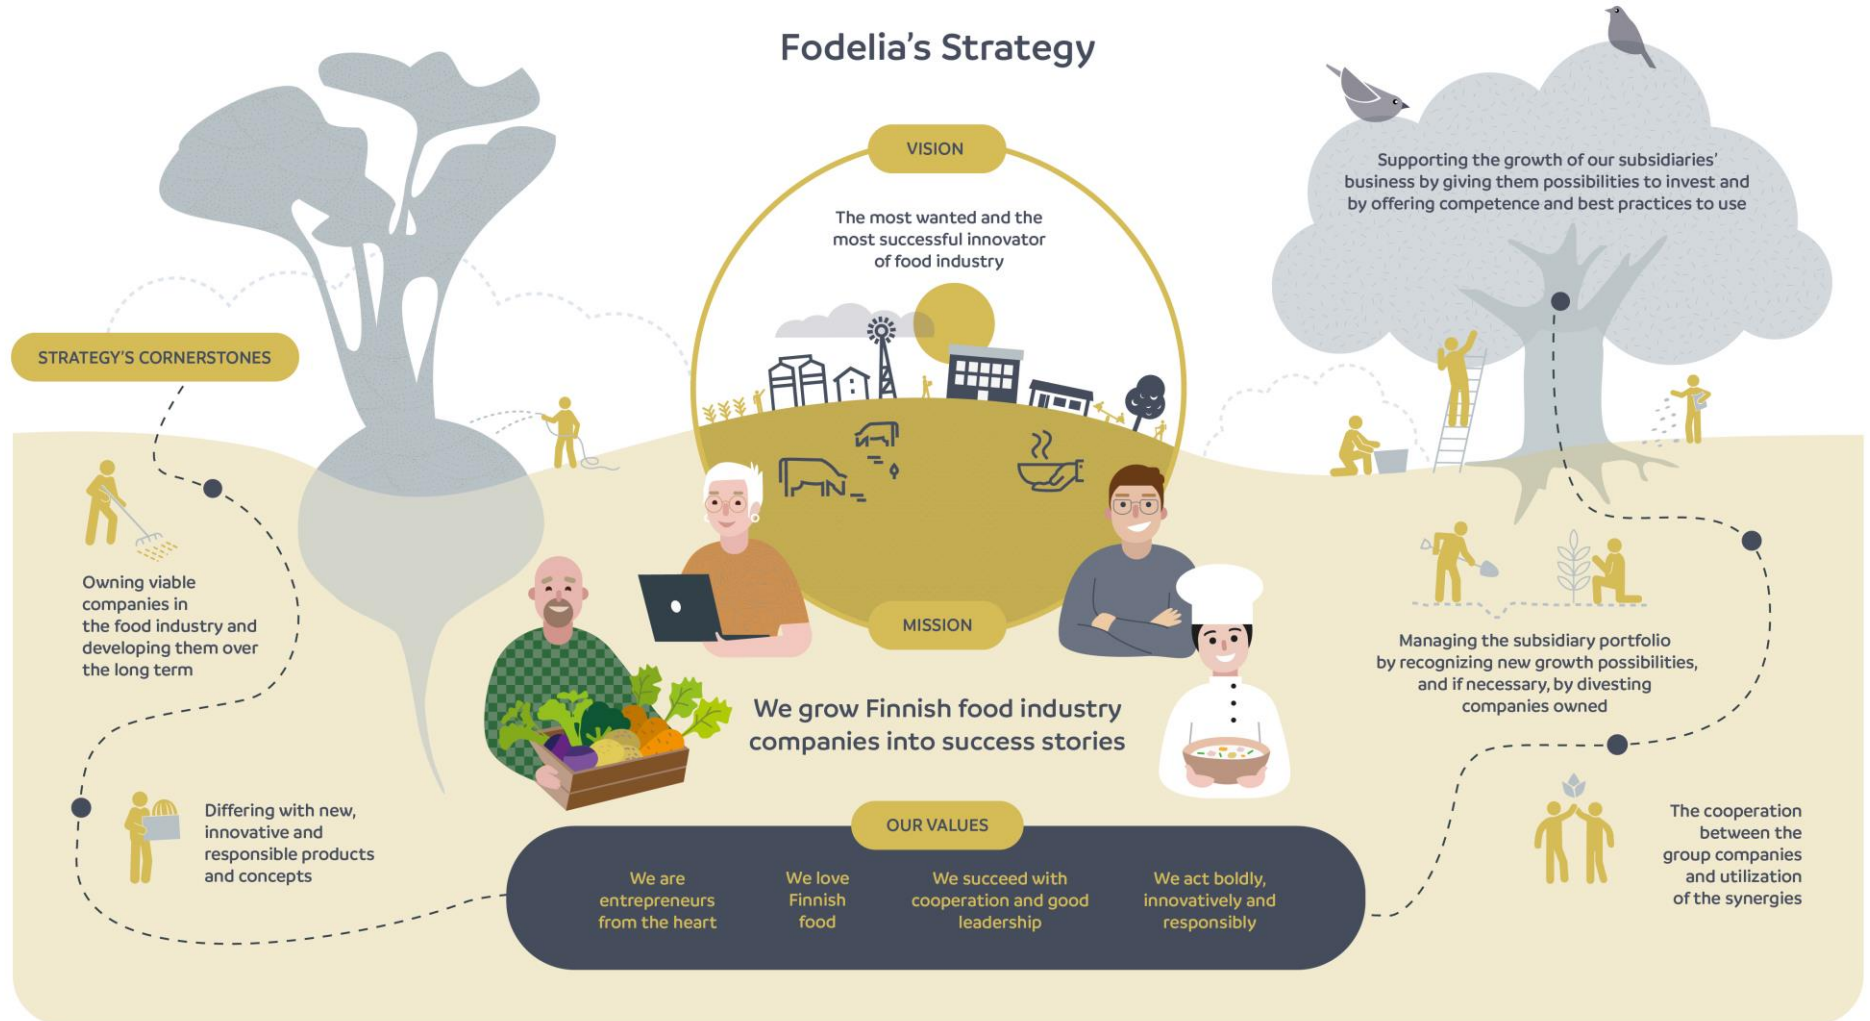 Fodelia's Strategy
VISION
The most wanted and the
most successful innovator
of food industry
STRATEGY'S CORNERSTONES
Owning viable
companies in
the food industry and
developing them over
the long term
Differing with new,
innovative and
responsible products
and concepts
MISSION
We grow Finnish food industry
companies into success stories
OUR VALUES
We are
entrepreneurs
from the heart
We love
Finnish
food
We succeed with
cooperation and good
leadership
We act boldly,
innovatively and
responsibly
Supporting the growth of our subsidiaries'
business by giving them possibilities to invest and
by offering competence and best practices to use
Managing the subsidiary portfolio
by recognizing new growth possibilities,
and if necessary, by divesting
companies owned
The cooperation
between the
group companies
and utilization
of the synergies